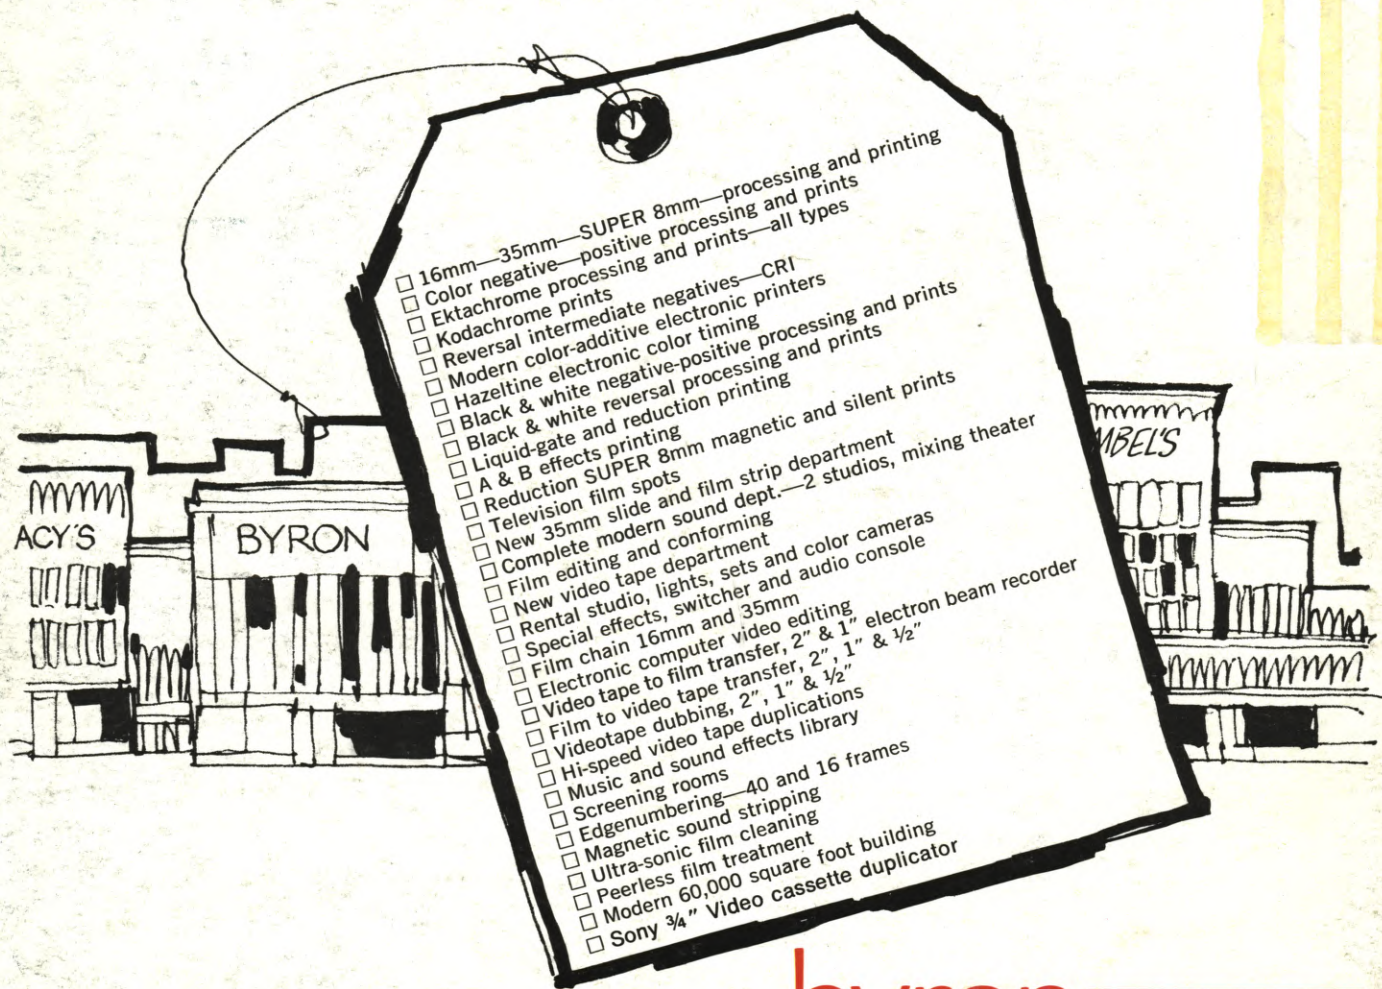 □ 16mm—35mm—SUPER 8mm—processing and printing
□ Color negative—positive processing and prints
□ Ektachrome processing and prints—all types
□ Kodachrome prints
□ Reversal intermediate negatives—CRI
□ Modern color-additive electronic printers
□ Hazeltine electronic color timing
□ Black & white negative-positive processing and prints
□ Black & white reversal processing and prints
□ Liquid-gate and reduction printing
□ A & B effects printing
□ Reduction SUPER 8mm magnetic and silent prints
□ Television film spots
□ New 35mm slide and film strip department
□ Complete modern sound dept.—2 studios, mixing theater
□ Film editing and conforming
□ New video tape department
□ Rental studio, lights, sets and color cameras
□ Special effects, switcher and audio console
□ Film chain 16mm and 35mm
□ Electronic computer video editing
□ Video tape to film transfer, 2″ & 1″ electron beam recorder
□ Film to video tape transfer, 2″, 1″ & ½″
□ Videotape dubbing, 2″, 1″ & ½″
□ Hi-speed video tape duplications
□ Music and sound effects library
□ Screening rooms
□ Edgenumbering—40 and 16 frames
□ Magnetic sound stripping
□ Ultra-sonic film cleaning
□ Peerless film treatment
□ Modern 60,000 square foot building
□ Sony ¾″ Video cassette duplicator
ACY'S
BYRON
MBEL'S
byron